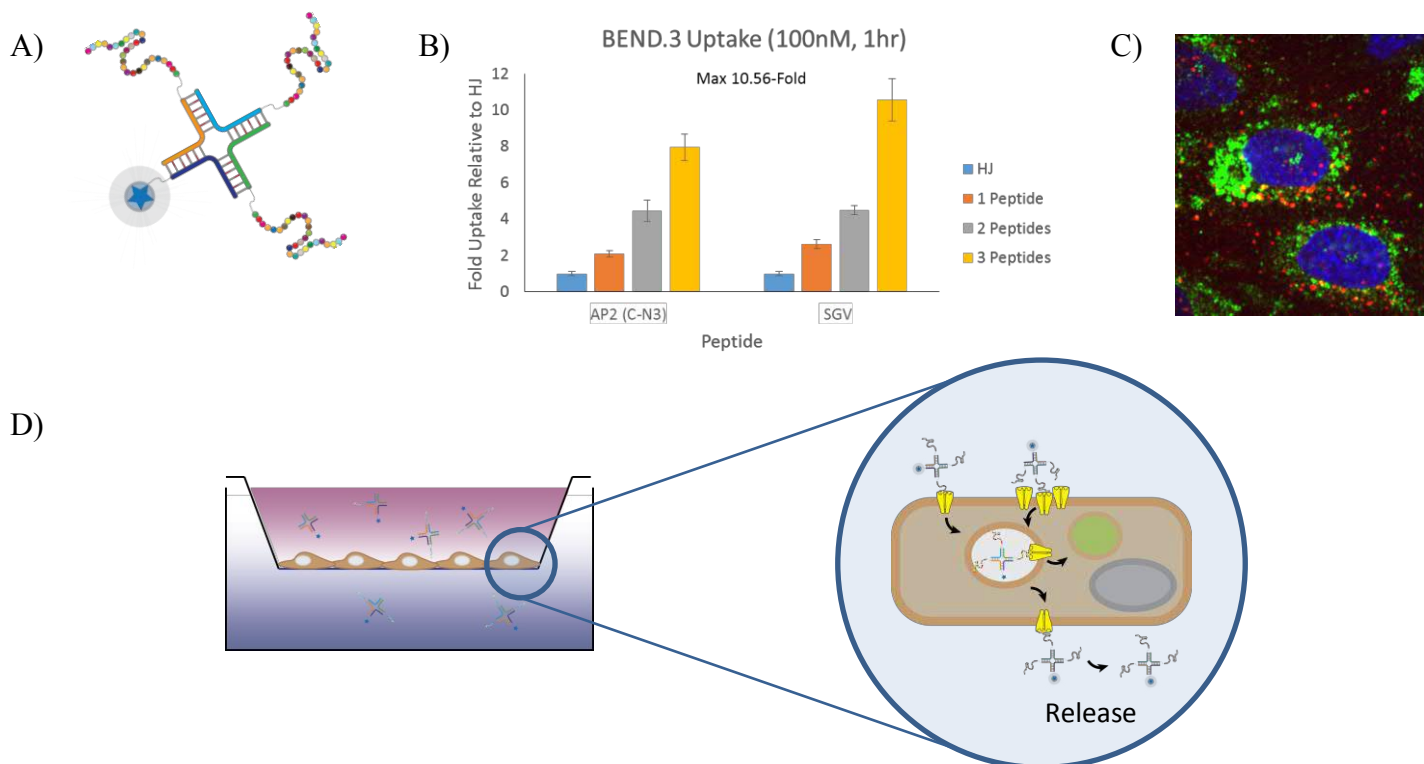 A)
B)
BEND.3 Uptake (100nM, 1hr)
Max 10.56-Fold
Fold Uptake Relative to HJ
12
10
8
6
4
2
0
AP2 (C-N3)
SGV
Peptide
HJ
1 Peptide
2 Peptides
3 Peptides
C)
D)
Release